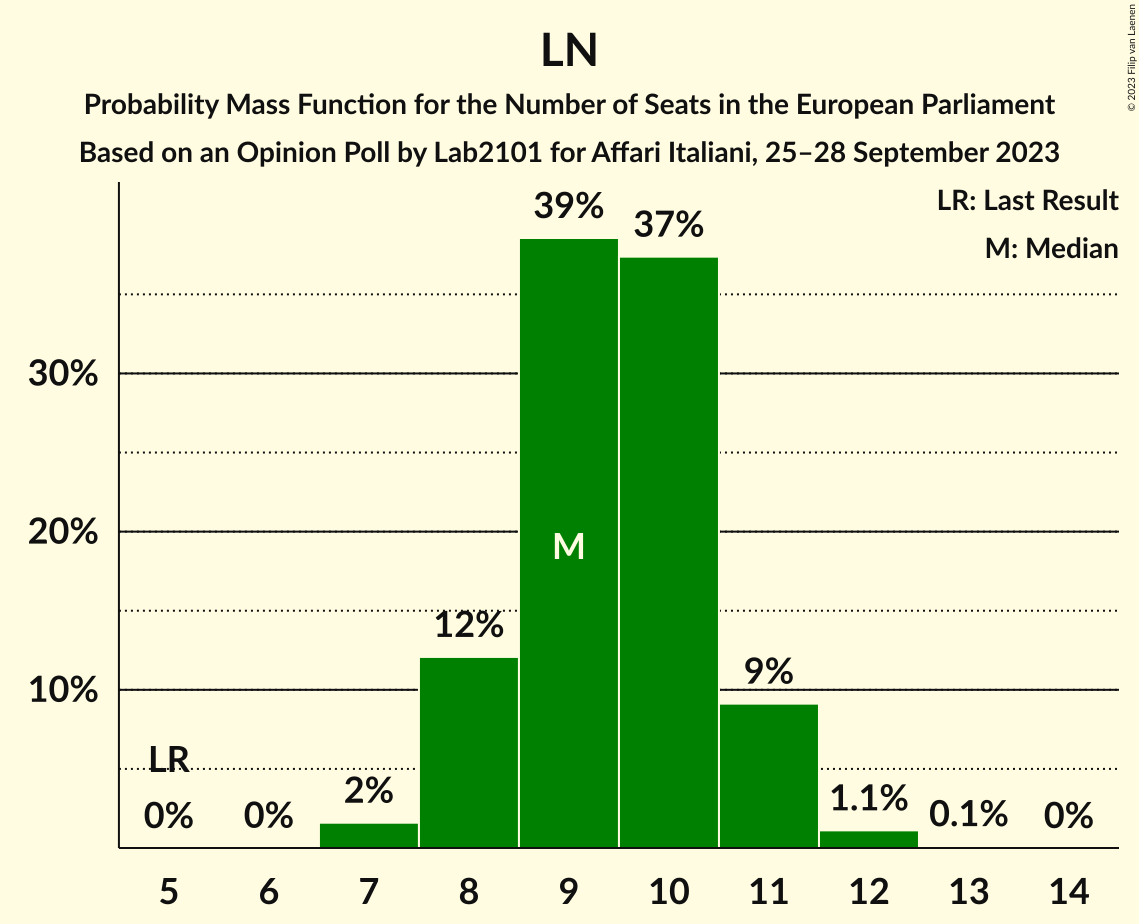 LN
Probability Mass Function for the Number of Seats in the European Parliament
Based on an Opinion Poll by Lab2101 for Affari Italiani, 25–28 September 2023
© 2023 Filip van Laenen
LR: Last Result
M: Median
39%
37%
30%
20%
M
12%
10%
9%
LR
2%
1.1%
0.1%
0%
0%
0%
5 6 7 8 9 10 11 12 13 14